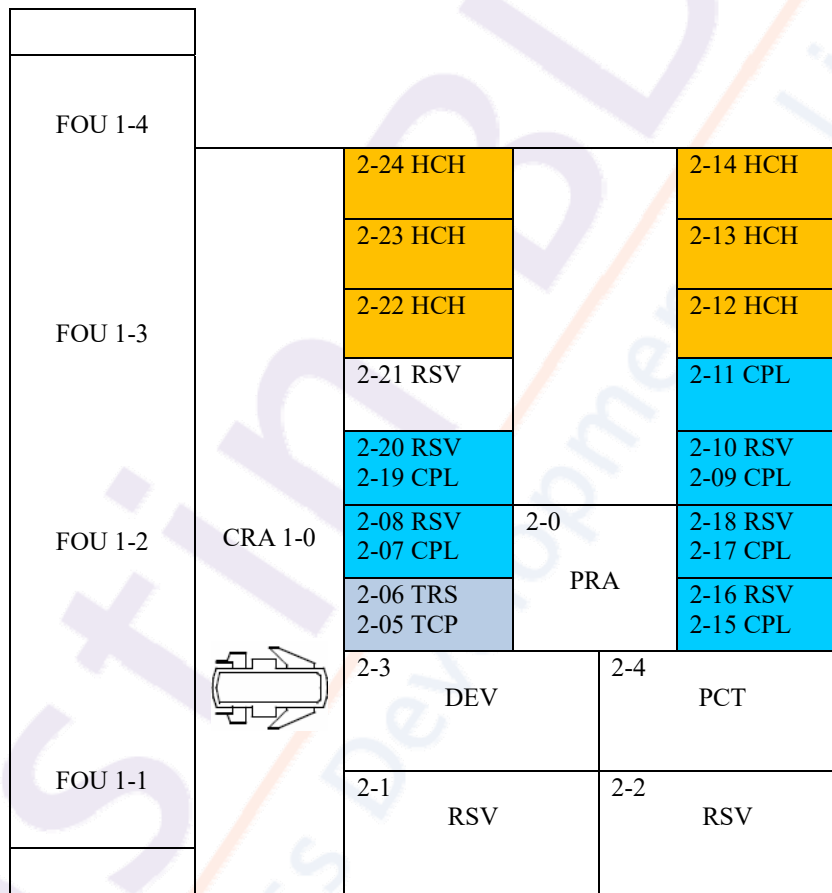 FOU 1-4
2-24 HCH
2-14 HCH
2-23 HCH
2-13 HCH
FOU 1-3
2-22 HCH
2-12 HCH
2-21 RSV
2-11 CPL
2-20 RSV
2-19 CPL
2-10 RSV
2-09 CPL
FOU 1-2
CRA 1-0
2-08 RSV
2-07 CPL
2-0
PRA
2-18 RSV
2-17 CPL
2-06 TRS
2-05 TCP
2-16 RSV
2-15 CPL
2-3
DEV
2-4
PCT
FOU 1-1
2-1
RSV
2-2
RSV